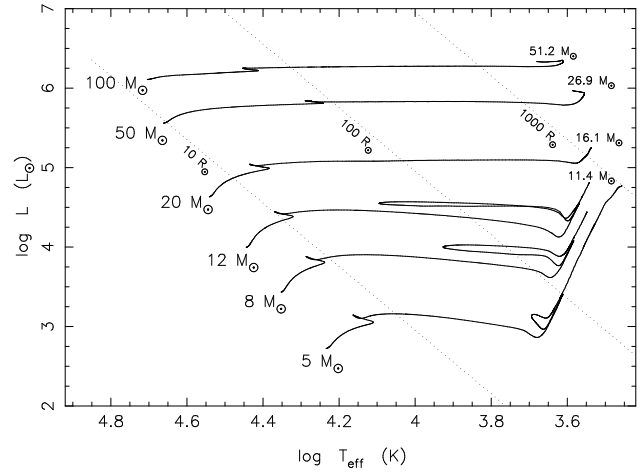 7
6
5
4
3
2
log L (L⊙)
51.2 M⊙
26.9 M⊙
16.1 M⊙
11.4 M⊙
100 M⊙
50 M⊙
20 M⊙
12 M⊙
8 M⊙
5 M⊙
10 R⊙
100 R⊙
1000 R⊙
4.8 4.6 4.4 4.2 4 3.8 3.6
log Teff (K)